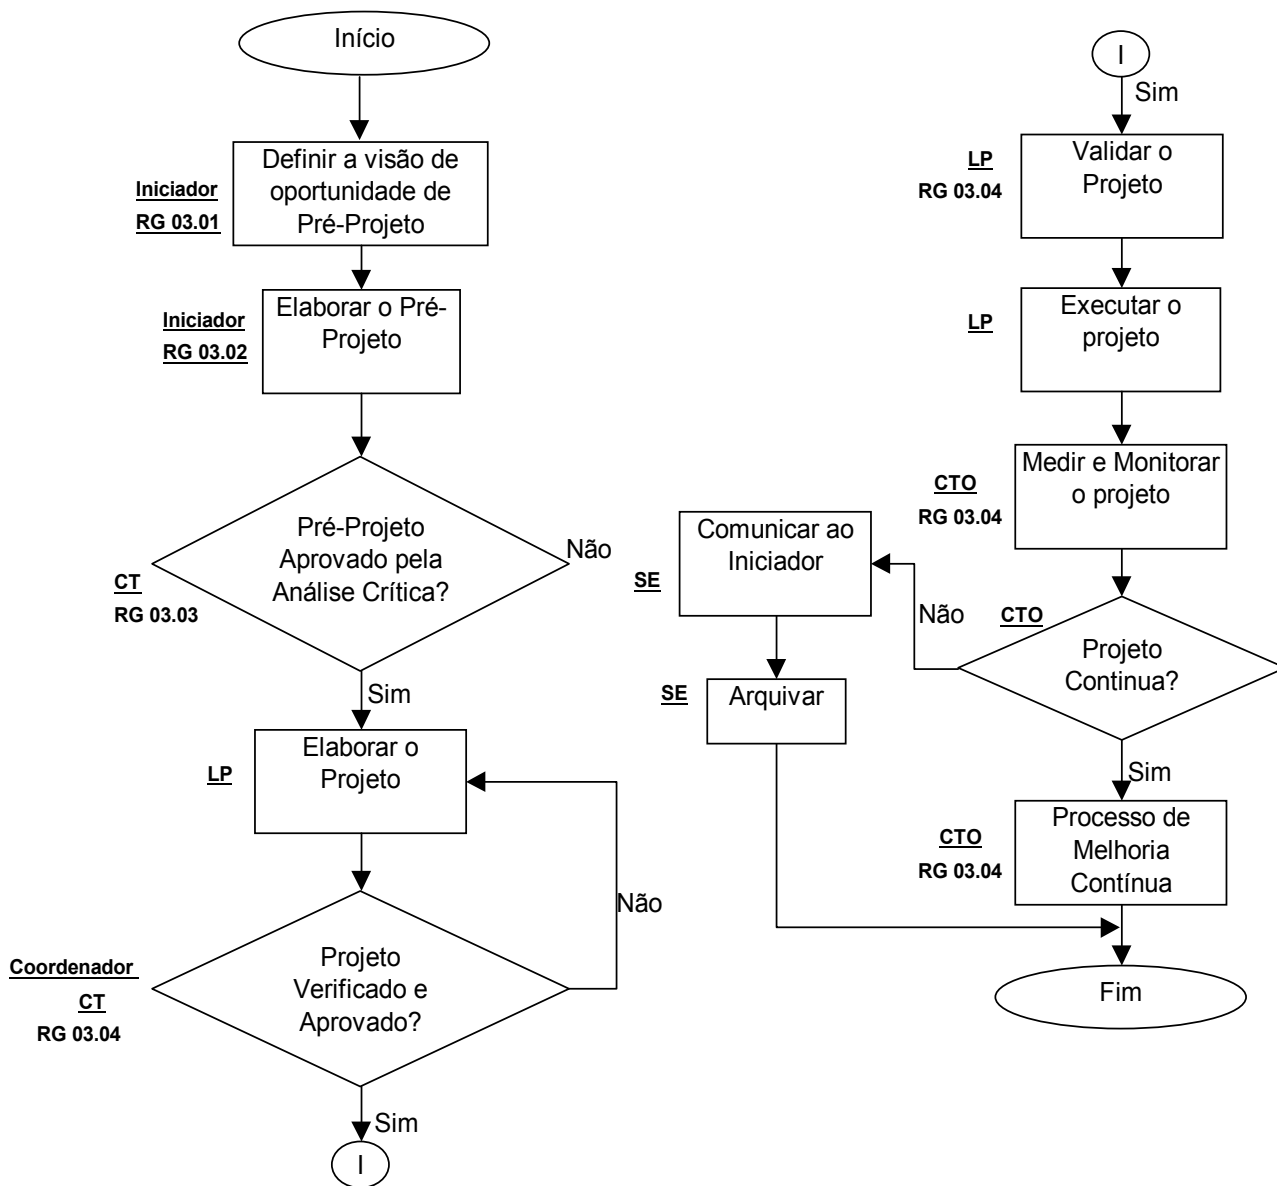 Início
Definir a visão de
oportunidade de
Pré-Projeto
Iniciador
RG 03.01
Elaborar o Pré-
Projeto
Iniciador
RG 03.02
Pré-Projeto
Aprovado pela
Análise Crítica?
Não
CT
RG 03.03
Sim
Elaborar o
Projeto
LP
Não
Projeto
Verificado e
Aprovado?
Coordenador
CT
RG 03.04
Sim
I
I
Sim
Validar o
Projeto
LP
RG 03.04
Executar o
projeto
LP
Medir e Monitorar
o projeto
CTO
RG 03.04
Comunicar ao
Iniciador
SE
Não
CTO
Projeto
Continua?
Arquivar
SE
Sim
Processo de
Melhoria
Contínua
CTO
RG 03.04
Fim